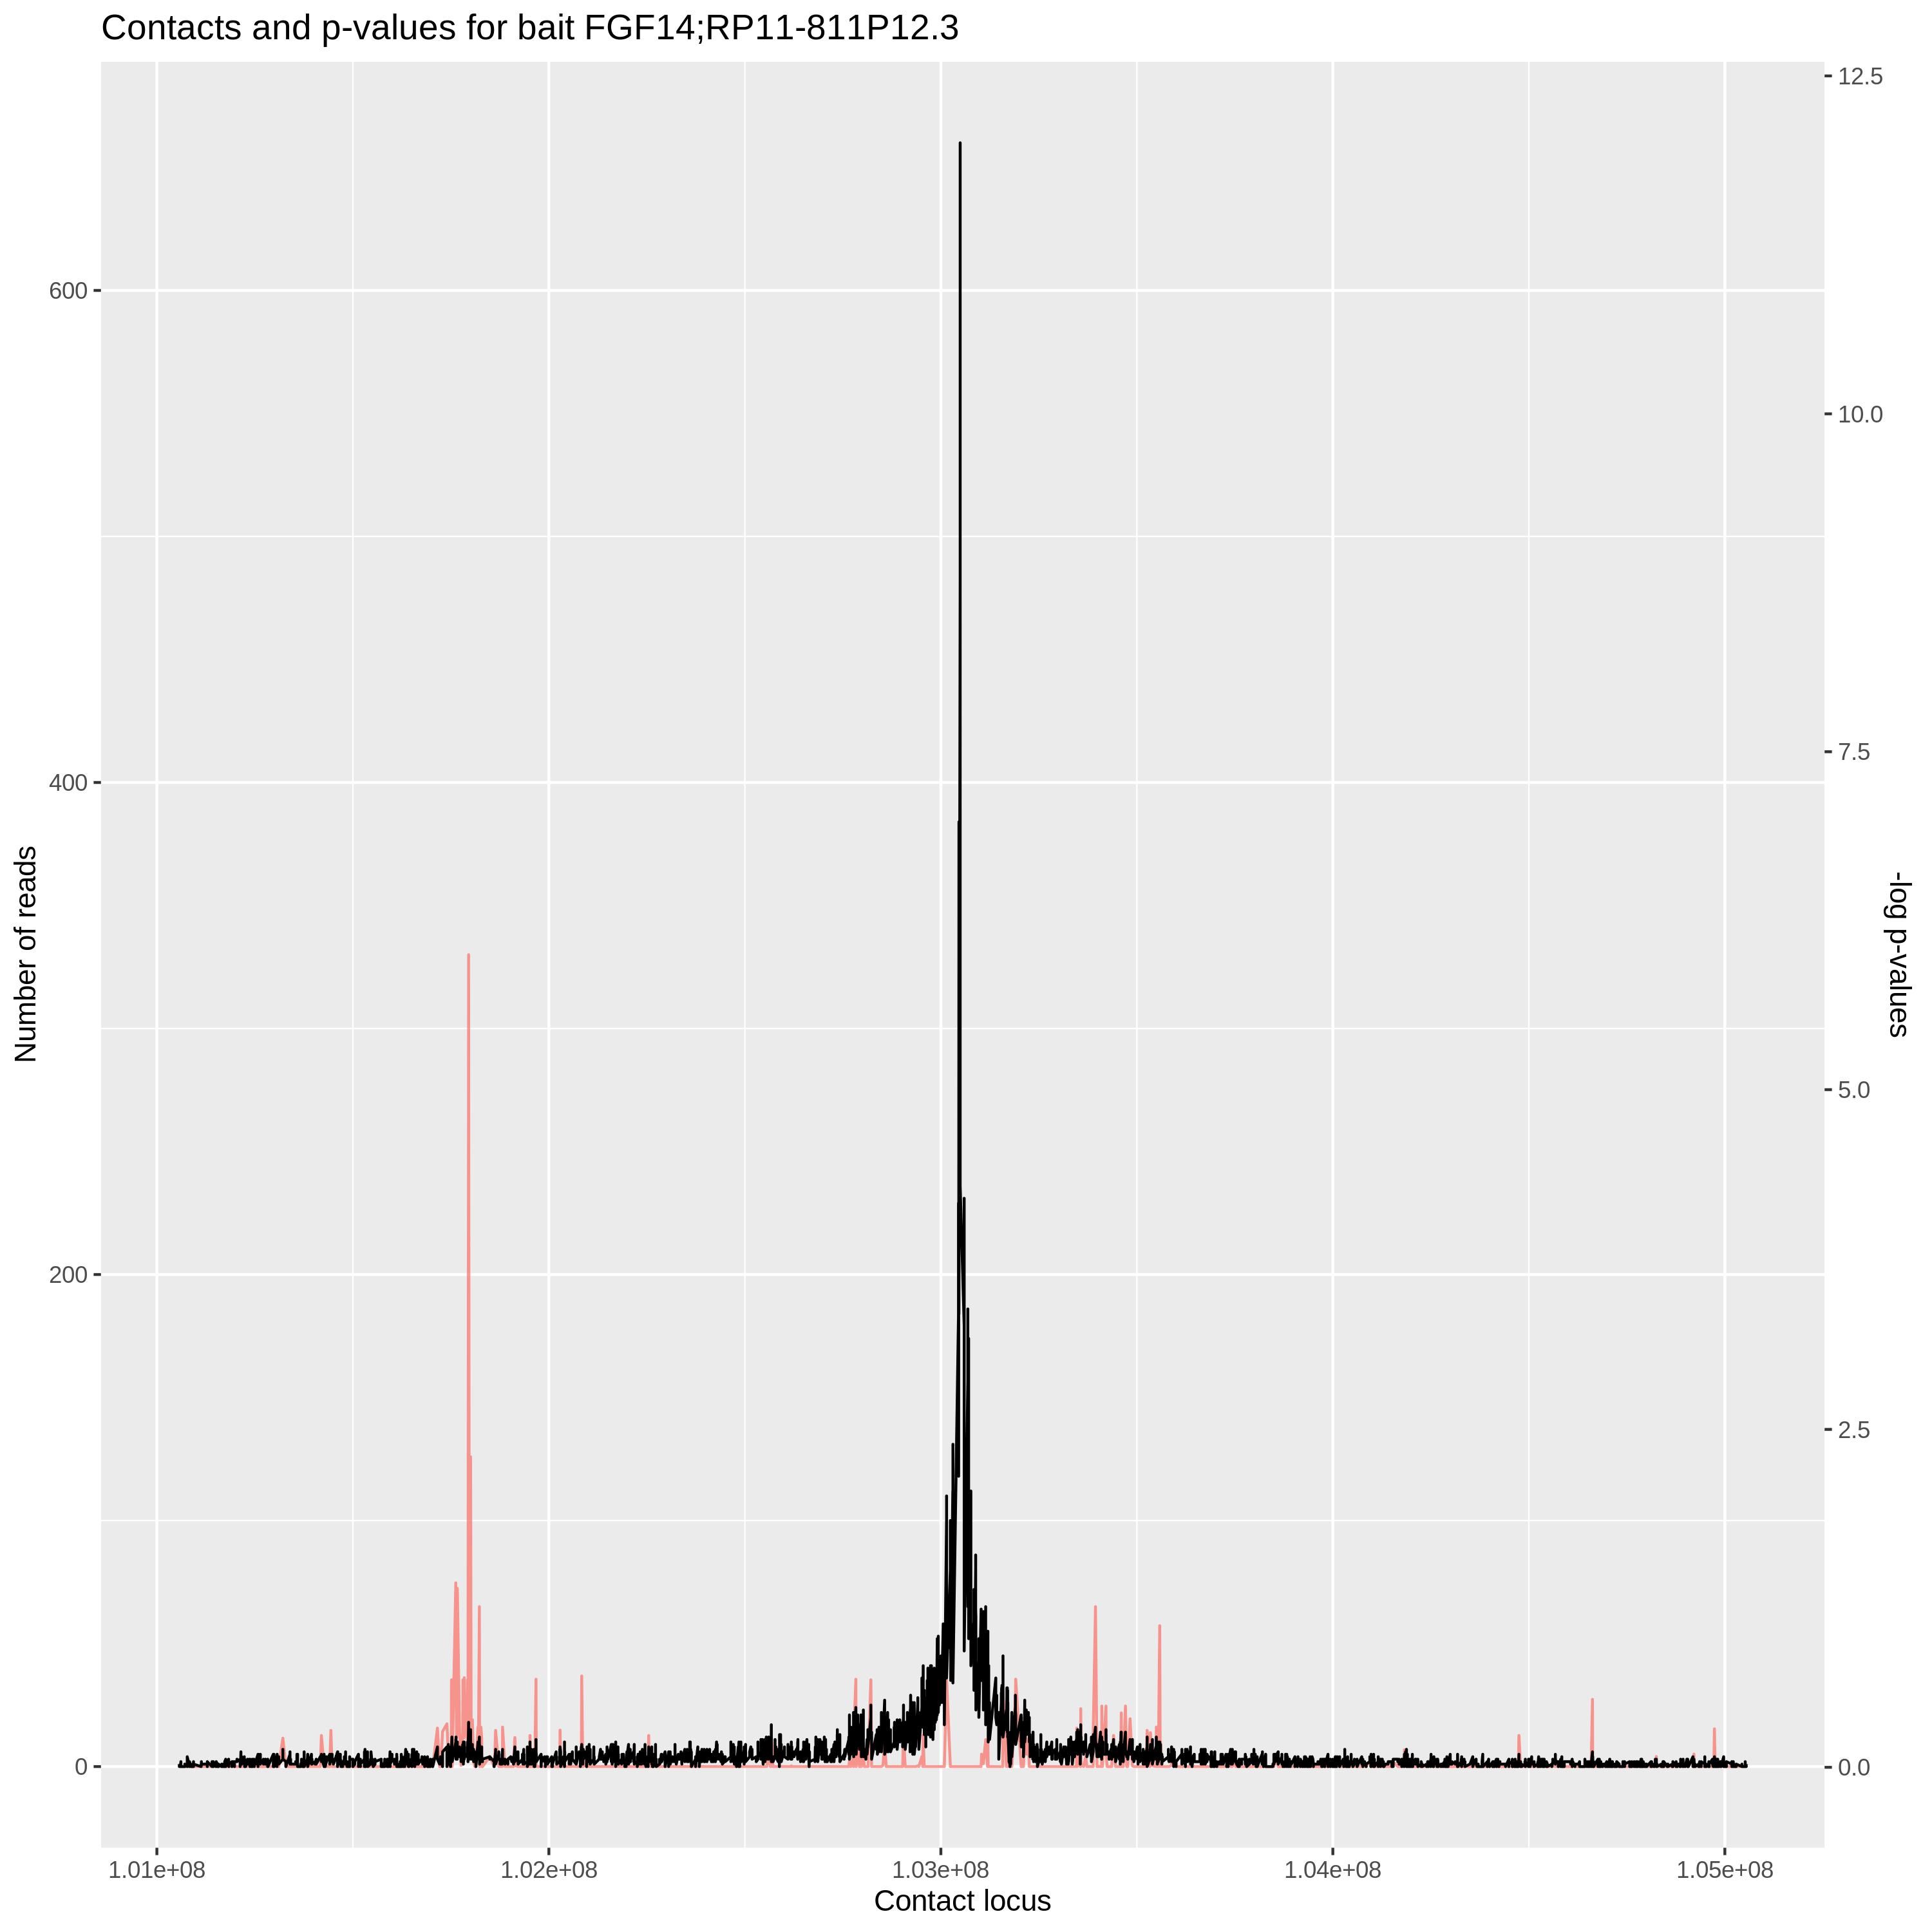 Contacts and p-values for bait FGF14;RP11-811P12.3
12.5
10.0
7.5
5.0
2.5
0.0
-log p-values
600
400
200
0
Number of reads
1.01e+08
1.02e+08
1.03e+08
1.04e+08
1.05e+08
Contact locus